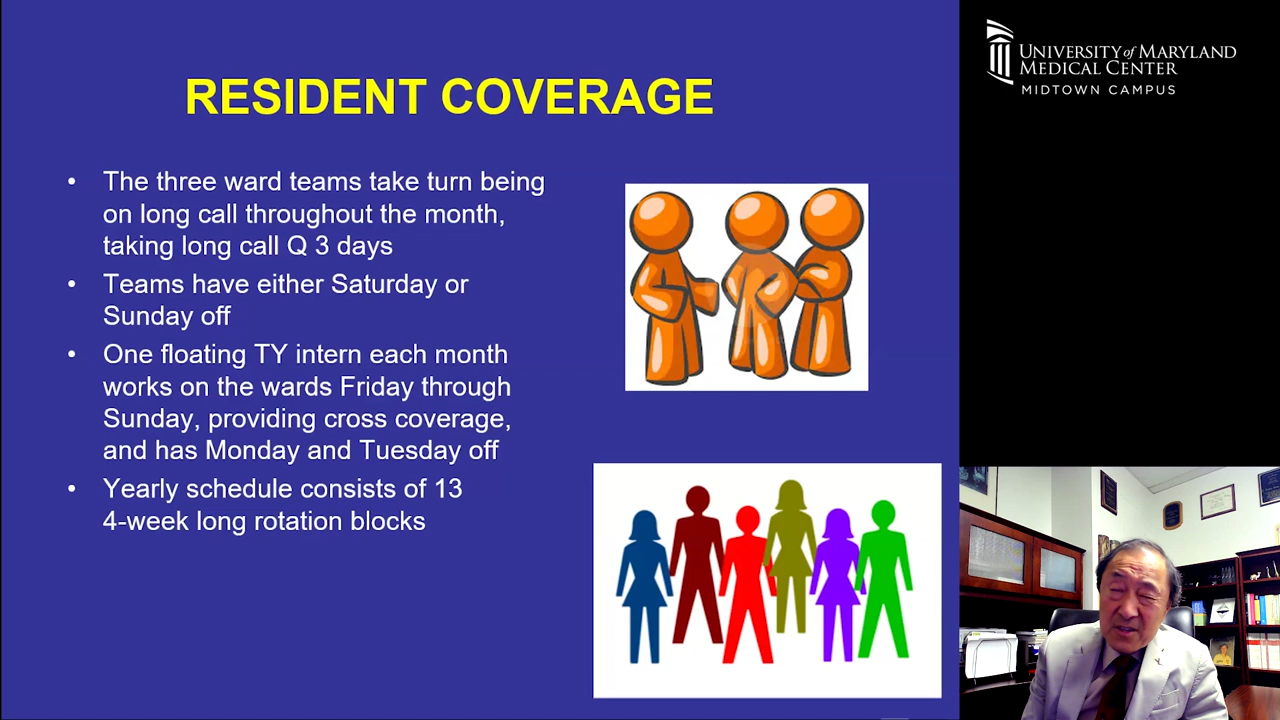 RESIDENT COVERAGE
• The three ward teams take turn being
on long call throughout the month,
taking long call Q 3 days
• Teams have either Saturday or
Sunday off
• One floating TY intern each month
works on the wards Friday through
Sunday, providing cross coverage,
and has Monday and Tuesday off
• Yearly schedule consists of 13
4-week long rotation blocks
UNIVERSITY of MARYLAND
MEDICAL CENTER
MIDTOWN CAMPUS